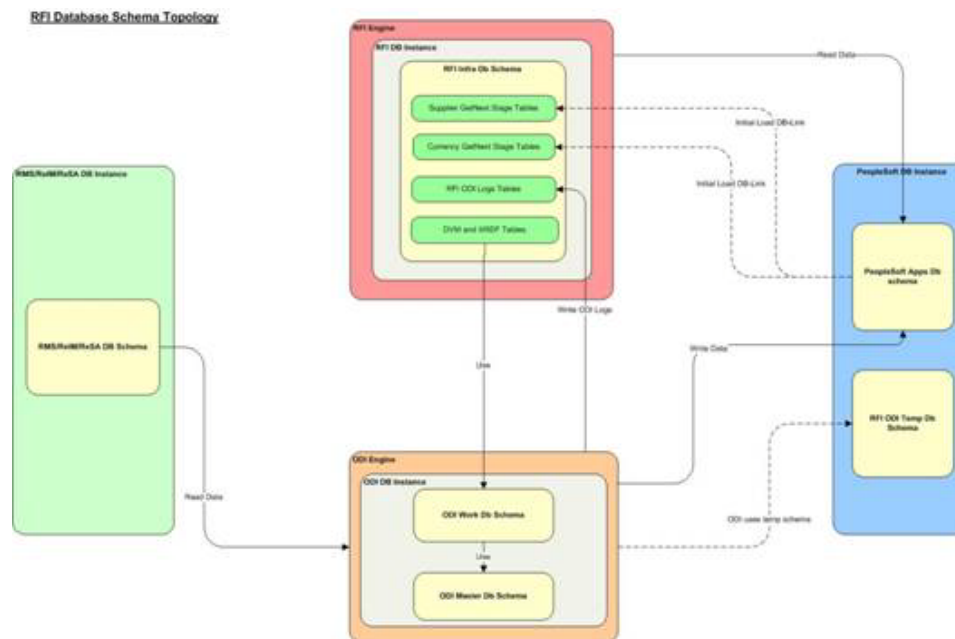 RFI Database Schema Topology
RFI Engine
RFI DB Instance
RFI Infra Db Schema
Supplier GetNext Stage Tables
Currency GetNext Stage Tables
RFI ODI Logs Tables
DVM and XREF Tables
Read Data
Initial Load DB-Link
Initial Load DB-Link
RMS/ReIM/ReSA DB Instance
RMS/ReIM/ReSA DB Schema
PeopleSoft DB Instance
PeopleSoft Apps Db
schema
RFI ODI Temp Db
Schema
Write ODI Logs
Write Data
Use
Read Data
ODI Engine
ODI DB Instance
ODI Work Db Schema
Use
ODI Master Db Schema
ODI uses temp schema